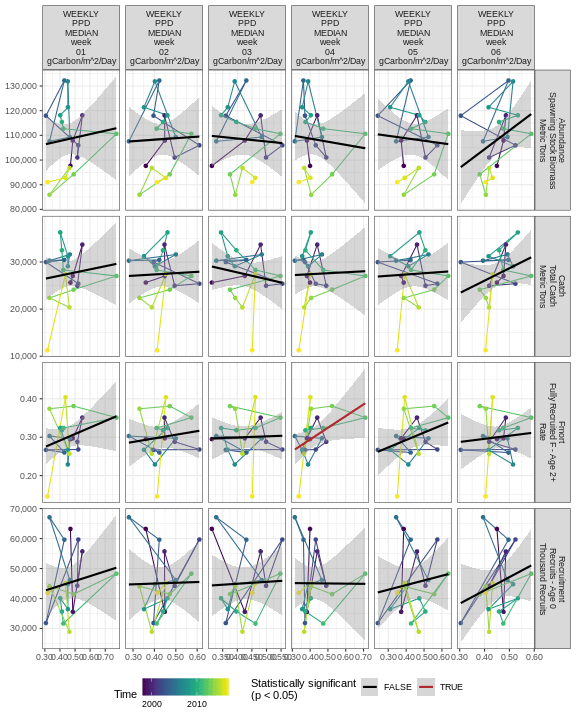 WEEKLY
PPD
MEDIAN
week
01
gCarbon/m^2/Day
WEEKLY
PPD
MEDIAN
week
02
gCarbon/m^2/Day
WEEKLY
PPD
MEDIAN
week
03
gCarbon/m^2/Day
WEEKLY
PPD
MEDIAN
week
04
gCarbon/m^2/Day
WEEKLY
PPD
MEDIAN
week
05
gCarbon/m^2/Day
WEEKLY
PPD
MEDIAN
week
06
gCarbon/m^2/Day
130,000
120,000
110,000
100,000
90,000
80,000
Abundance
Spawning Stock Biomass
Metric Tons
30,000
20,000
10,000
Catch
Total Catch
Metric Tons
0.40
0.30
0.20
Fmort
Fully Recruited F - Age 2+
Rate
70,000
60,000
50,000
40,000
30,000
Recruitment
Recruits - Age 0
Thousand Recruits
0.30 0.40 0.50 0.60 0.70
0.30 0.40 0.50 0.60
0.30 0.40 0.50 0.60 0.70
0.30 0.40 0.50 0.60
Time
2000 2010
Statistically significant
(p < 0.05)
FALSE
TRUE